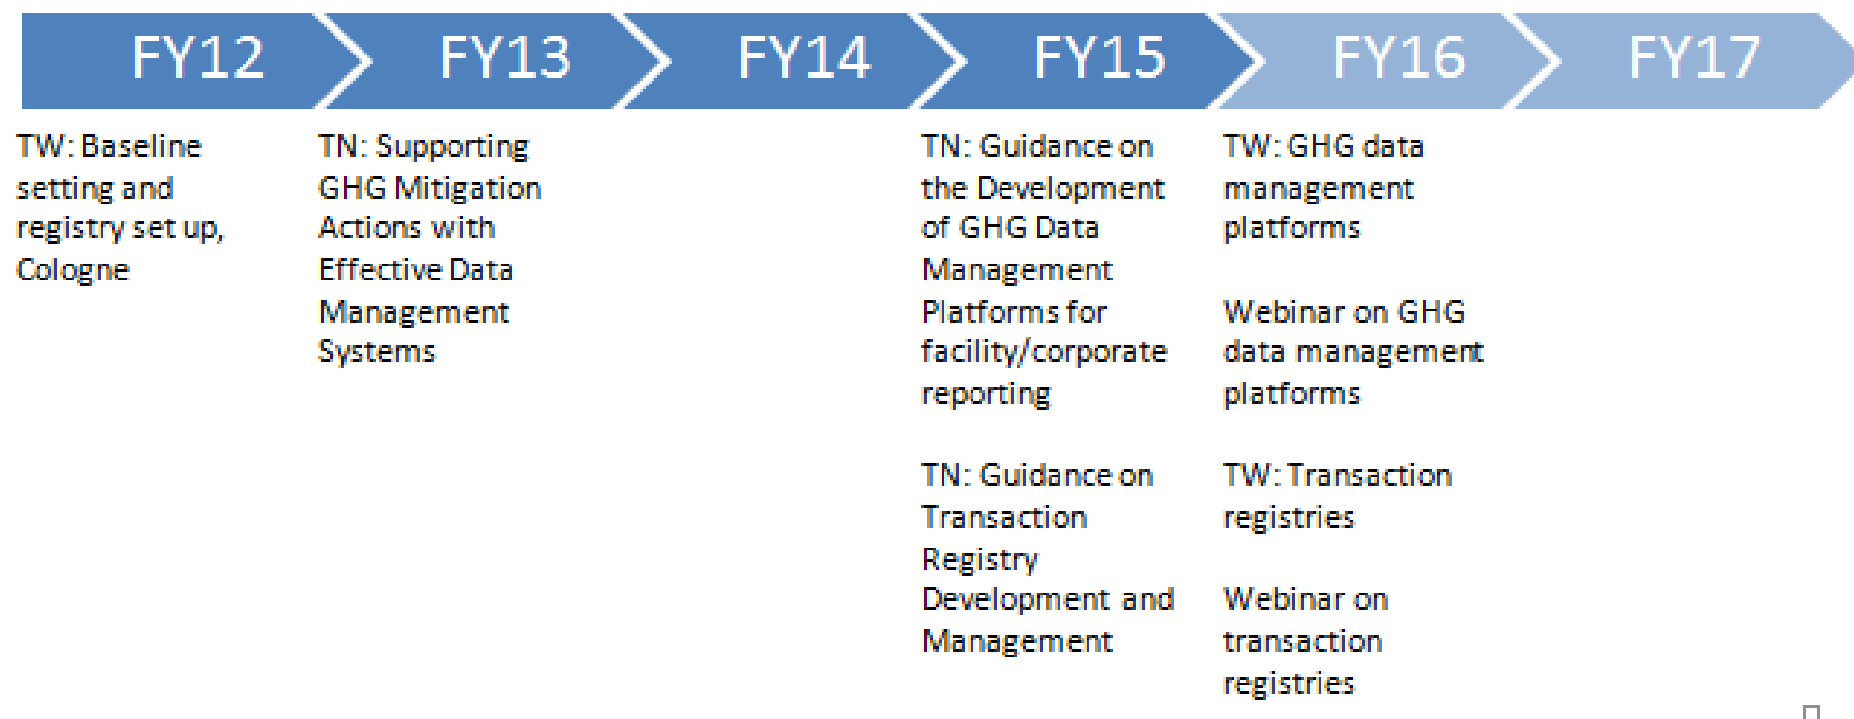 FY12
FY13
FY14
FY15
FY16
FY17
TW: Baseline
setting and
registry set up,
Cologne
TN: Supporting
GHG Mitigation
Actions with
Effective Data
Management
Systems
TN: Guidance on
the Development
of GHG Data
Management
Platforms for
facility/corporate
reporting
TN: Guidance on
Transaction
Registry
Development and
Management
TW: GHG data
management
platforms
Webinar on GHG
data management
platforms
TW: Transaction
registries
Webinar on
transaction
registries